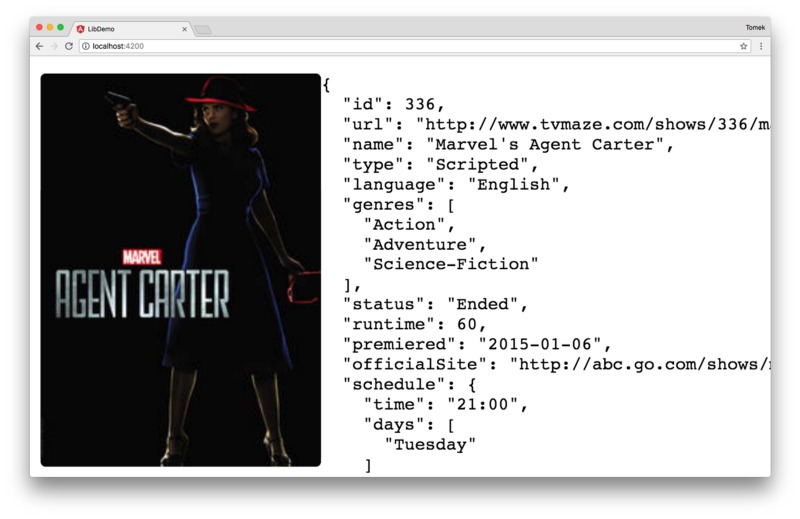 LibDemo
Tomek
localhost:4200
MARVEL
AGENT CARTER
{
"id": 336,
"url": "http://www.tvmaze.com/shows/336/m
"name": "Marvel's Agent Carter",
"type": "Scripted",
"language": "English",
"genres": [
"Action",
"Adventure",
"Science-Fiction"
],
"status": "Ended",
"runtime": 60,
"premiered": "2015-01-06",
"officialSite": "http://abc.go.com/shows/
"schedule": {
"time": "21:00",
"days": [
"Tuesday"
]